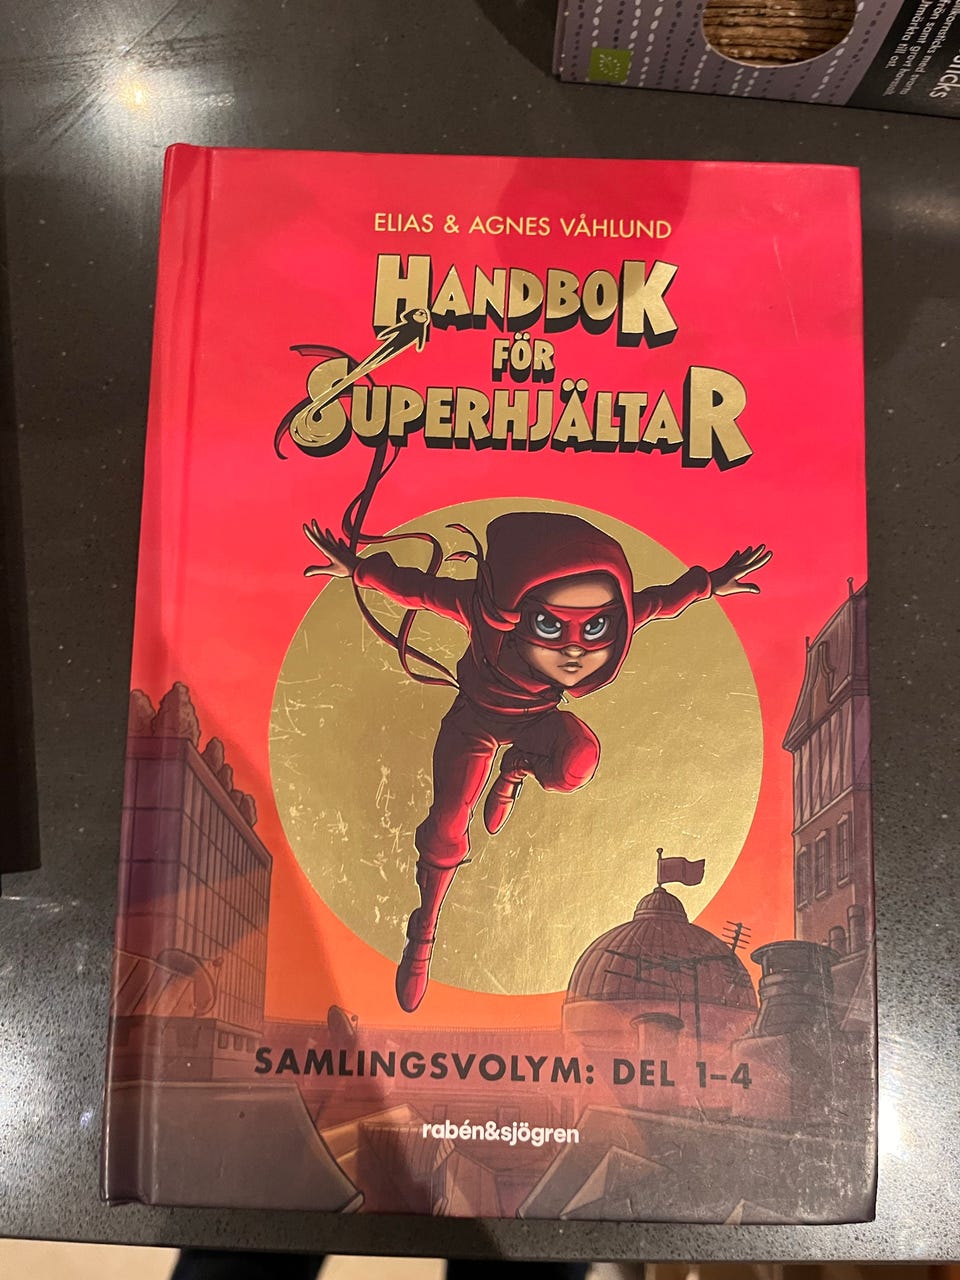 ELIAS & AGNES VÅHLUND
HANDBOK
FÖR
SUPERHJÄLTAR
SAMLINGSVOLYM: DEL 1–4
rabén&sjögren